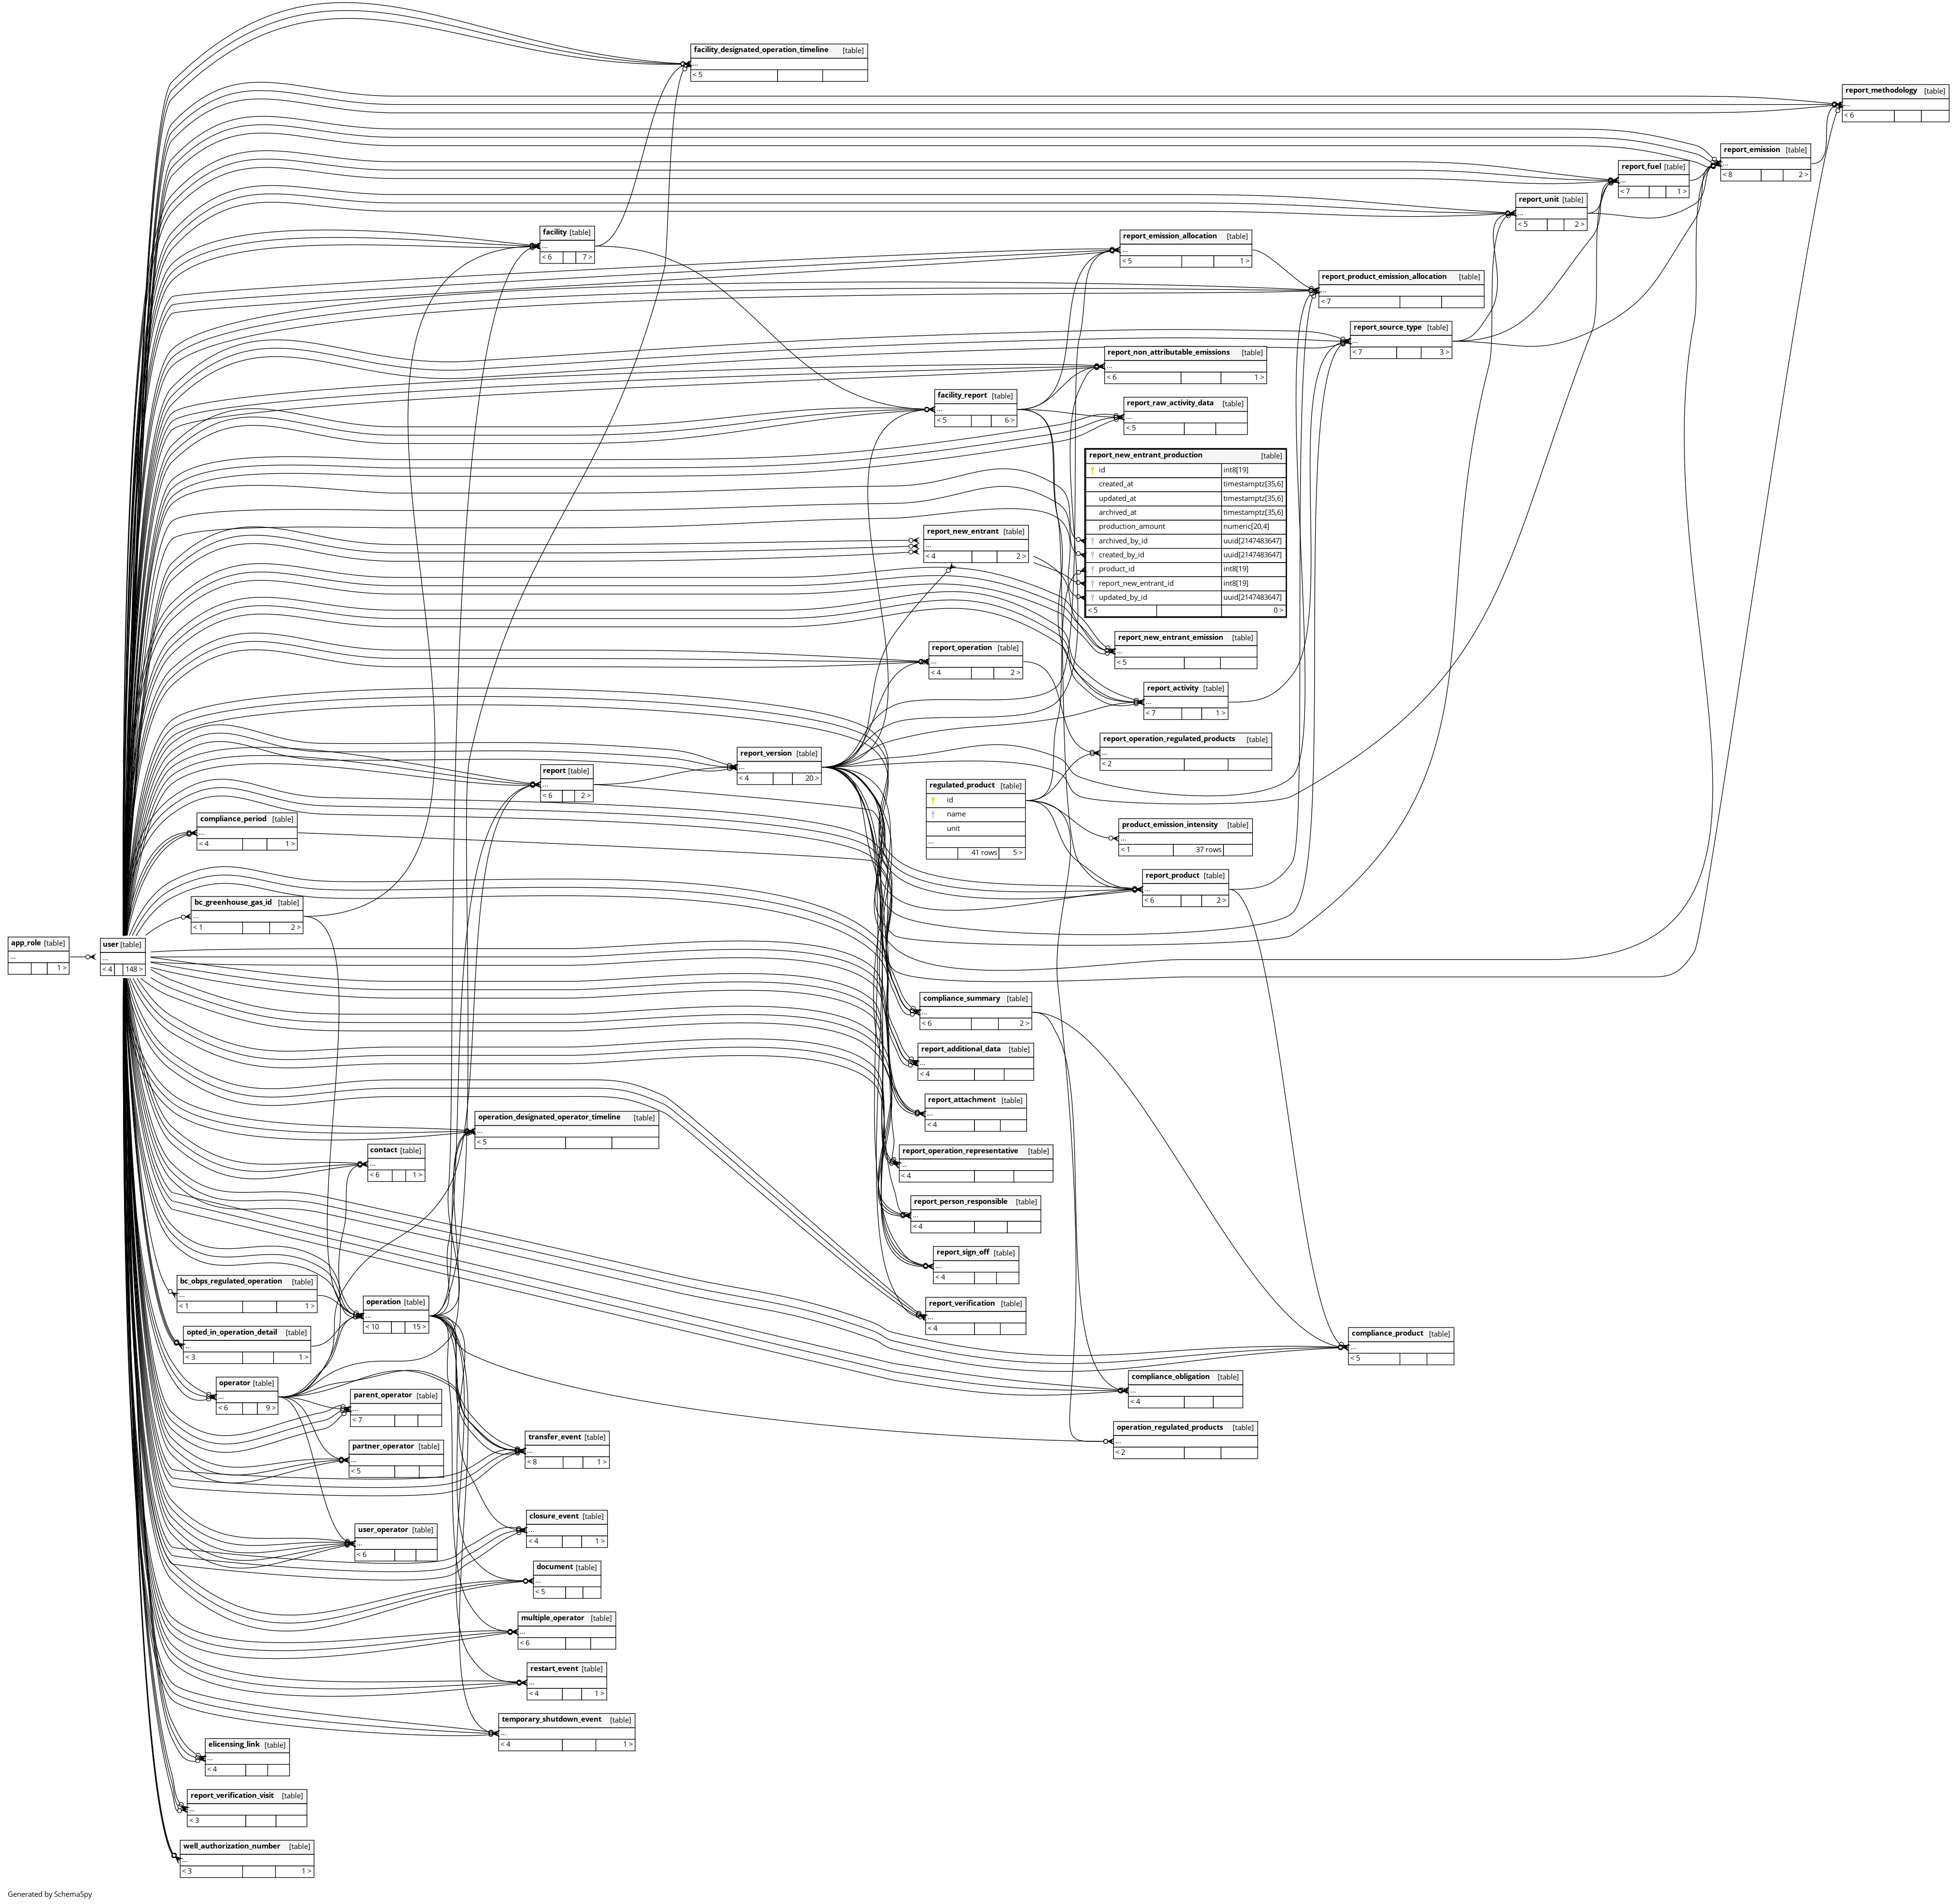 facility_designated_operation_timeline [table]
...
< 5
report_methodology [table]
...
< 6
report_emission [table]
...
< 8 2 >
report_fuel [table]
...
< 7 1 >
report_unit [table]
...
< 5 2 >
facility [table]
...
< 6 7 >
report_emission_allocation [table]
...
< 5 1 >
report_product_emission_allocation [table]
...
< 7
report_source_type [table]
...
< 7 3 >
report_non_attributable_emissions [table]
...
< 6 1 >
facility_report [table]
...
< 5 6 >
report_raw_activity_data [table]
...
< 5
report_new_entrant_production [table]
id int8[19]
created_at timestamptz[35,6]
updated_at timestamptz[35,6]
archived_at timestamptz[35,6]
production_amount numeric[20,4]
archived_by_id uuid[2147483647]
created_by_id uuid[2147483647]
product_id int8[19]
report_new_entrant_id int8[19]
updated_by_id uuid[2147483647]
< 5 0 >
report_new_entrant [table]
...
< 4 2 >
report_new_entrant_emission [table]
...
< 5
report_operation [table]
...
< 4 2 >
report_activity [table]
...
< 7 1 >
report_operation_regulated_products [table]
...
< 2
report_version [table]
...
< 4 20 >
report [table]
...
< 6 2 >
regulated_product [table]
id
name
unit
...
41 rows 5 >
compliance_period [table]
...
< 4 1 >
product_emission_intensity [table]
...
< 1 37 rows
report_product [table]
...
< 6 2 >
bc_greenhouse_gas_id [table]
...
< 1 2 >
app_role [table]
...
1 >
user [table]
...
< 4 148 >
compliance_summary [table]
...
< 6 2 >
report_additional_data [table]
...
< 4
report_attachment [table]
...
< 4
operation_designated_operator_timeline [table]
...
< 5
contact [table]
...
< 6 1 >
report_operation_representative [table]
...
< 4
report_person_responsible [table]
...
< 4
report_sign_off [table]
...
< 4
bc_obps_regulated_operation [table]
...
< 1 1 >
operation [table]
...
< 10 15 >
report_verification [table]
...
< 4
opted_in_operation_detail [table]
...
< 3 1 >
compliance_product [table]
...
< 5
operator [table]
...
< 6 9 >
parent_operator [table]
...
< 7
compliance_obligation [table]
...
< 4
operation_regulated_products [table]
...
< 2
transfer_event [table]
...
< 8 1 >
partner_operator [table]
...
< 5
closure_event [table]
...
< 4 1 >
user_operator [table]
...
< 6
document [table]
...
< 5
multiple_operator [table]
...
< 6
restart_event [table]
...
< 4 1 >
temporary_shutdown_event [table]
...
< 4 1 >
elicensing_link [table]
...
< 4
report_verification_visit [table]
...
< 3
well_authorization_number [table]
...
< 3 1 >
Generated by SchemaSpy